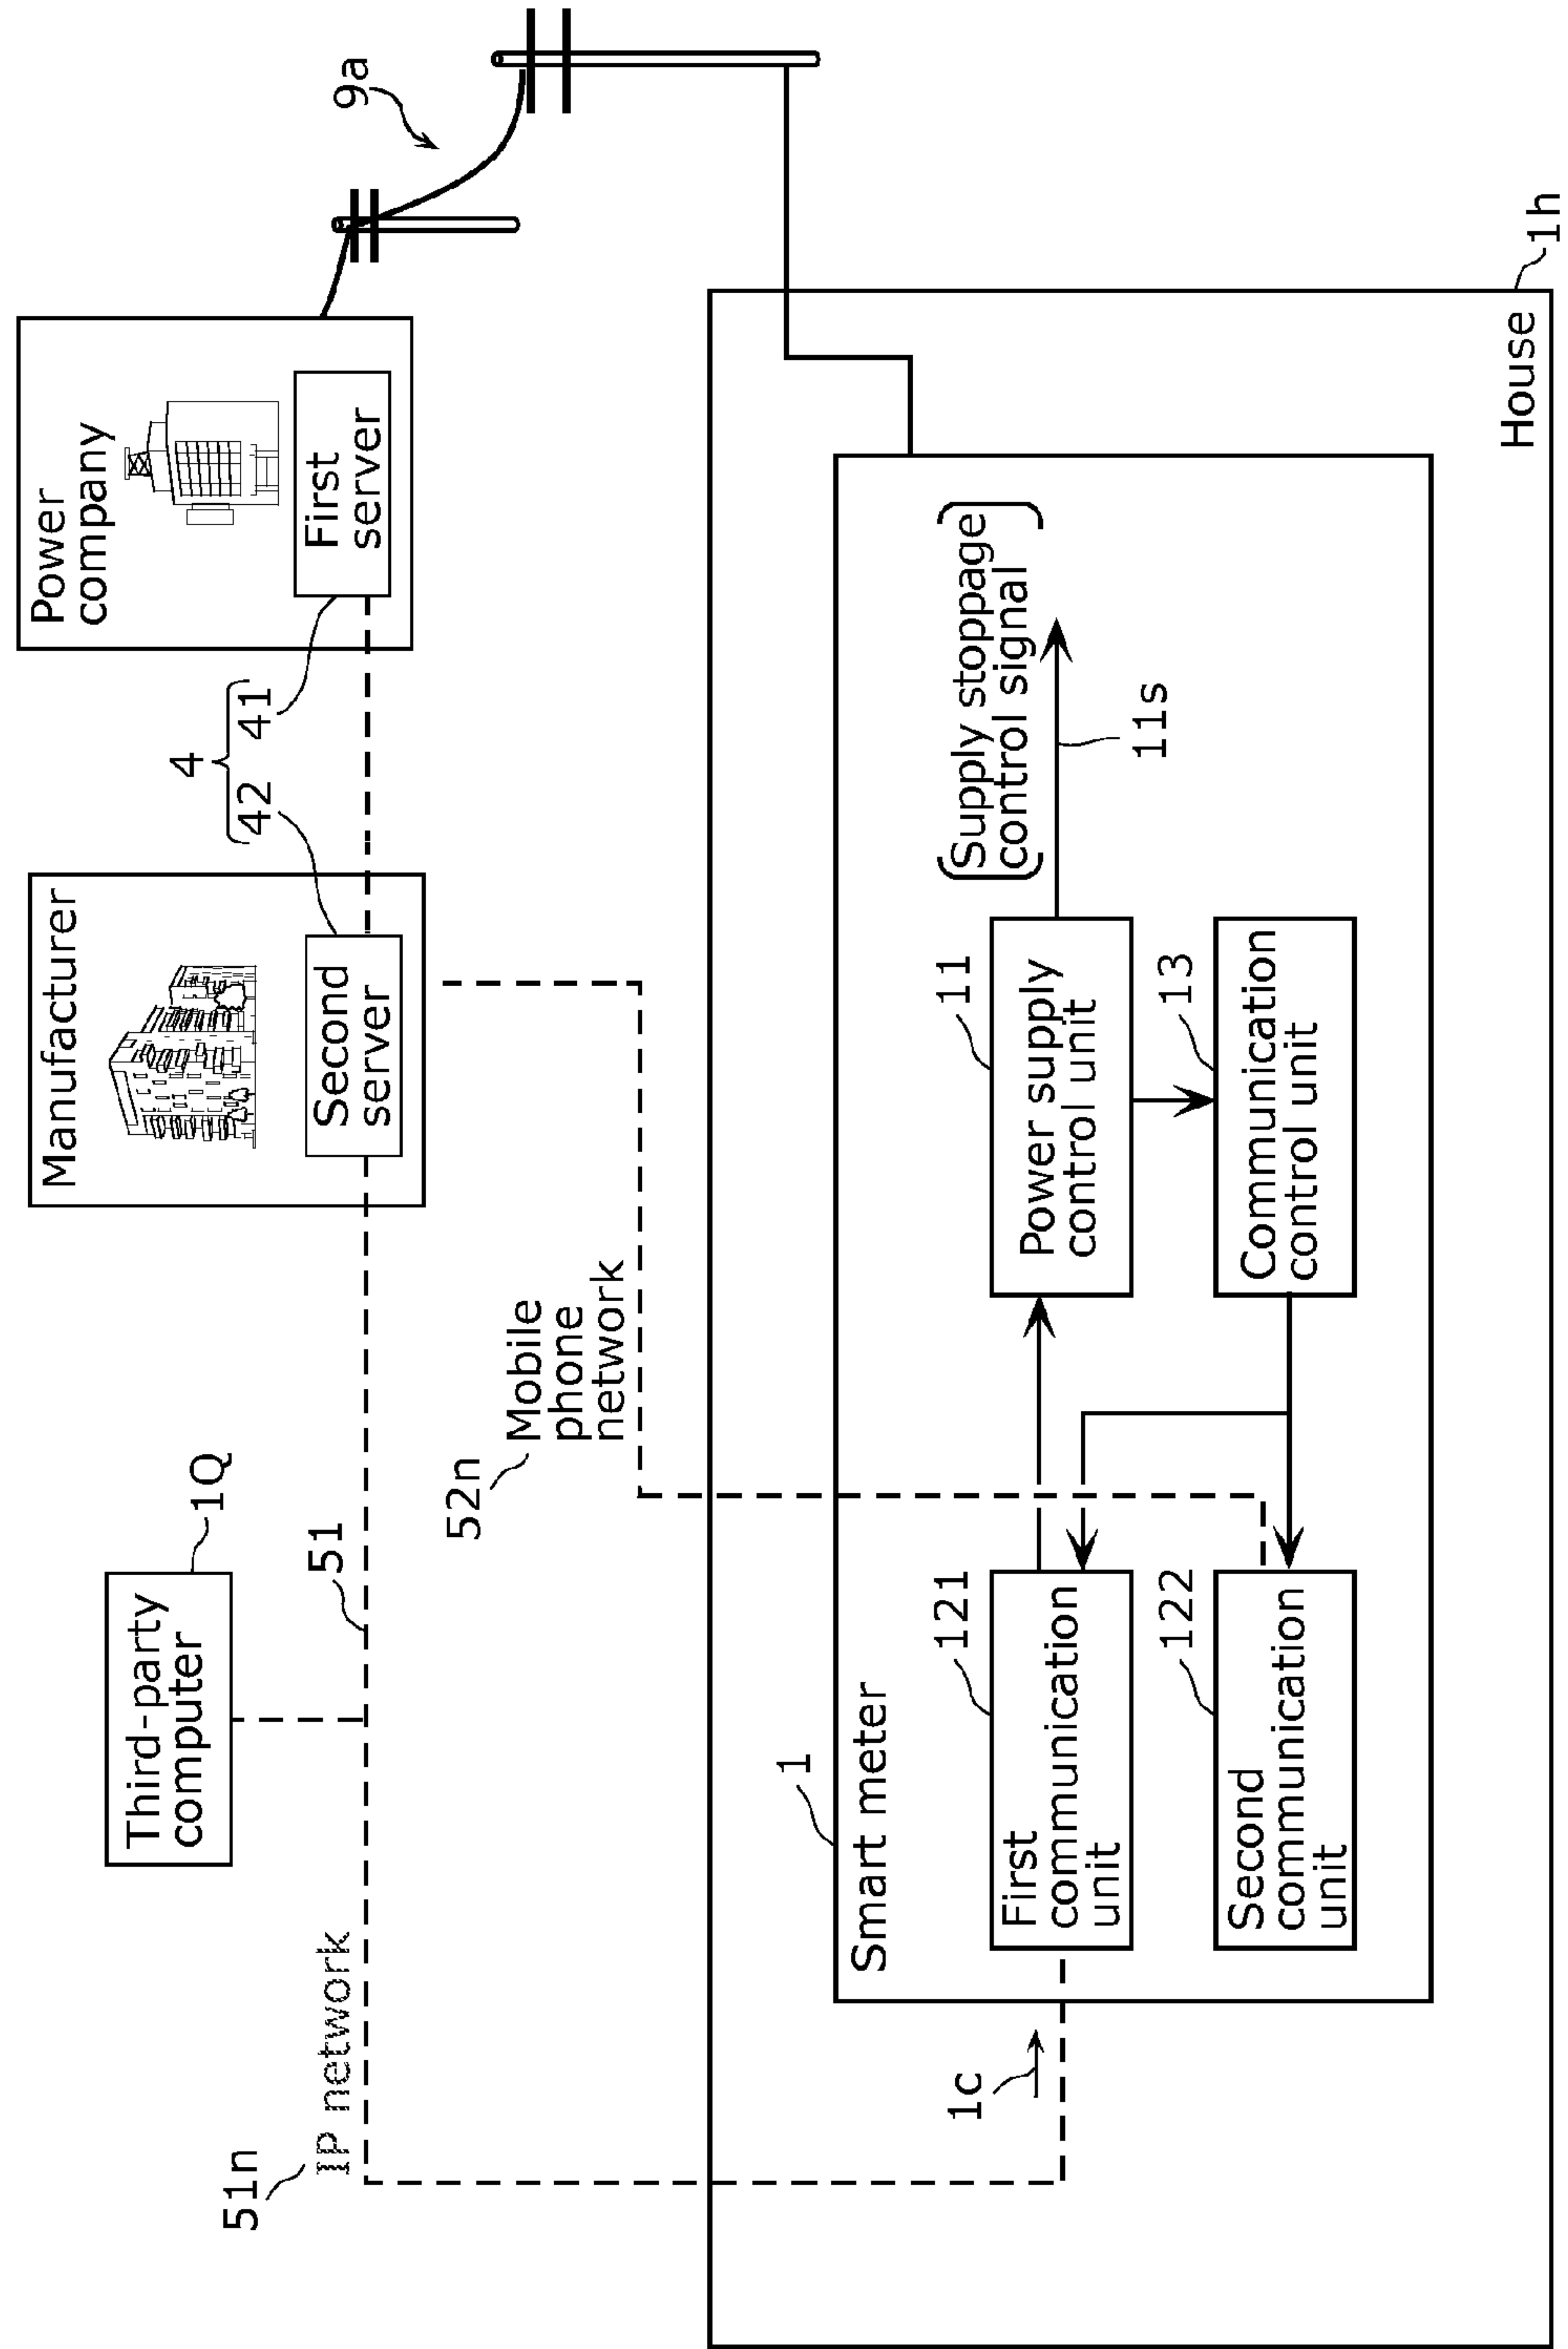 51n
IP network
Third-party
computer
1Q
51
52n
Mobile
phone
network
Manufacturer
Second
server
4
42
41
Power
company
First
server
9a
1
Smart meter
1c
121
First
communication
unit
122
Second
communication
unit
11
Power supply
control unit
13
Communication
control unit
Supply stoppage
control signal
11s
House
1h